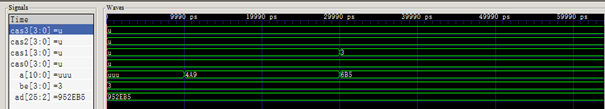 Signals
Waves
Time
9990 ps 19990 ps 29990 ps 39990 ps 49990 ps 59990 ps
cas3[3:0] =u
u
cas2[3:0] =u
u
cas1[3:0] =u
u 3
cas0[3:0] =u
u
a[10:0] =uuu
uuu 4A9 6B5
be[3:0] =3
3
ad[25:2] =952EB5
952EB5